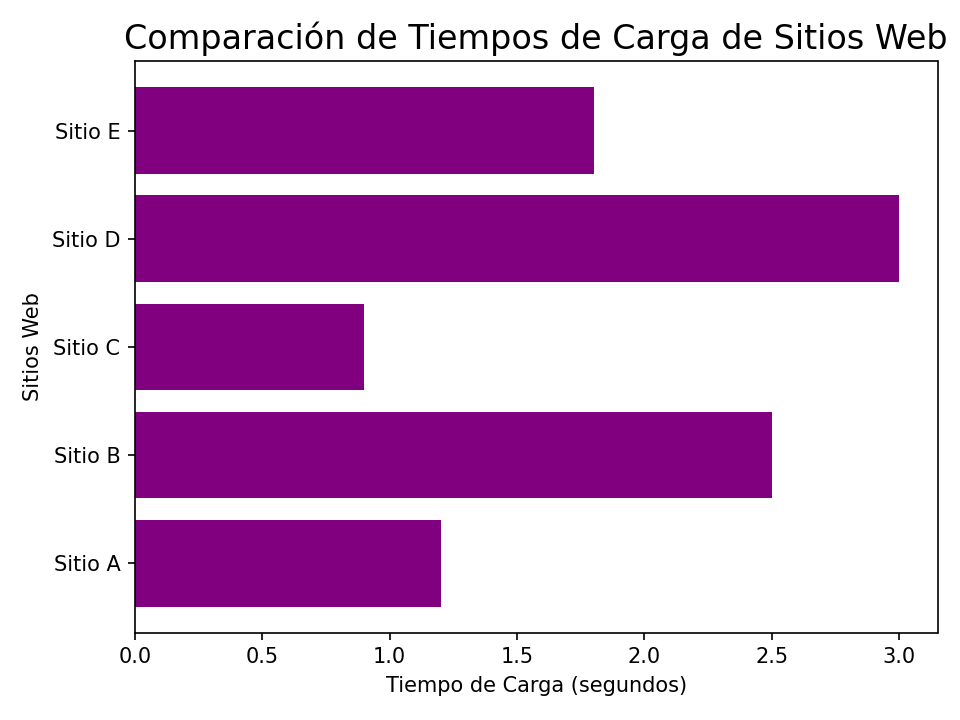 Comparación de Tiempos de Carga de Sitios Web
Sitios Web
Sitio E
Sitio D
Sitio C
Sitio B
Sitio A
0.0 0.5 1.0 1.5 2.0 2.5 3.0
Tiempo de Carga (segundos)